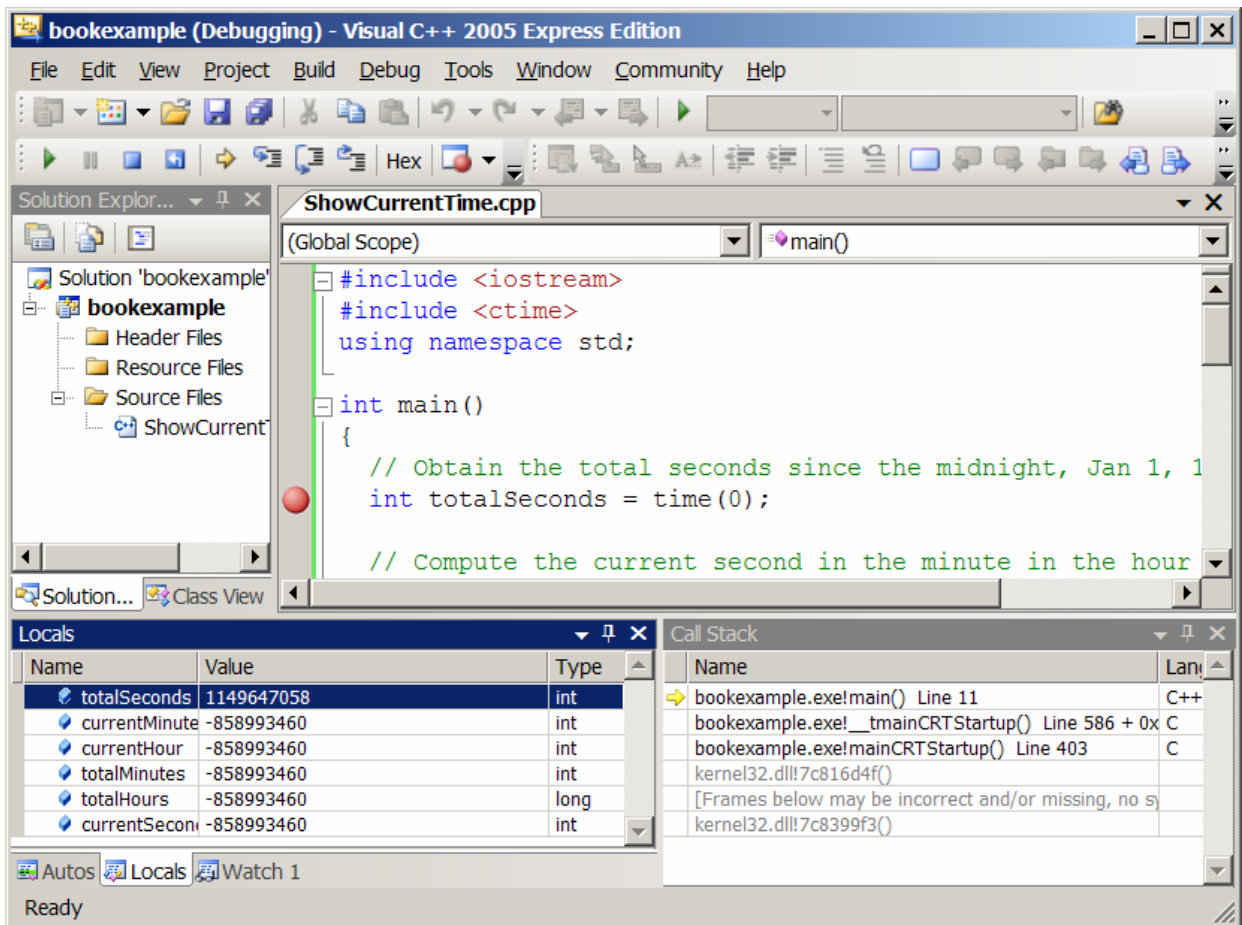 bookexample (Debugging) - Visual C++ 2005 Express Edition
File Edit View Project Build Debug Tools Window Community Help
Hex
Solution Explor...
ShowCurrentTime.cpp
(Global Scope) main()
Solution 'bookexample'
bookexample
Header Files
Resource Files
Source Files
ShowCurrentT
Solution... Class View
#include <iostream>
#include <ctime>
using namespace std;
int main()
{
// Obtain the total seconds since the midnight, Jan 1, 1
int totalSeconds = time(0);
// Compute the current second in the minute in the hour
Locals
Name Value Type
totalSeconds 1149647058 int
currentMinute -858993460 int
currentHour -858993460 int
totalMinutes -858993460 int
totalHours -858993460 long
currentSecon -858993460 int
Autos Locals Watch 1
Call Stack
Name Lan
bookexample.exe!main() Line 11 C++
bookexample.exe!__tmainCRTStartup() Line 586 + 0x C
bookexample.exe!mainCRTStartup() Line 403 C
kernel32.dll!7c816d4f()
[Frames below may be incorrect and/or missing, no sy
kernel32.dll!7c8399f3()
Ready